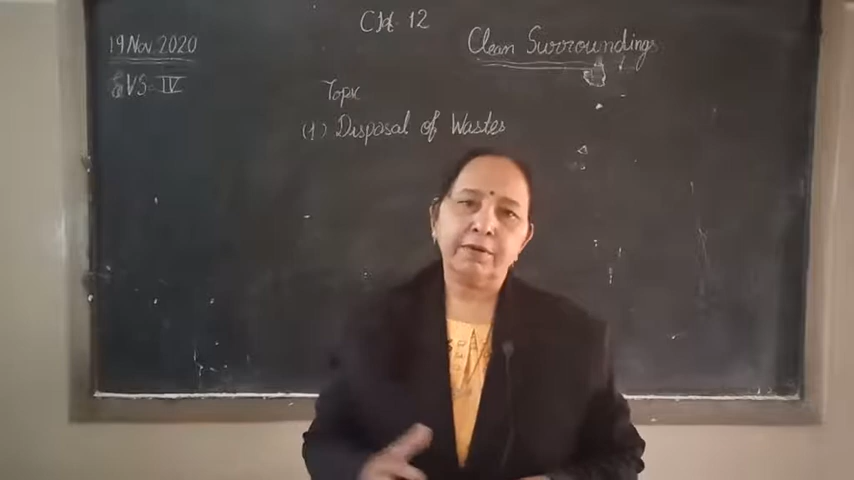 19 Nov. 2020
EVS - IV
CH - 12
Clean Surroundings
Topic
(1) Disposal of Wastes